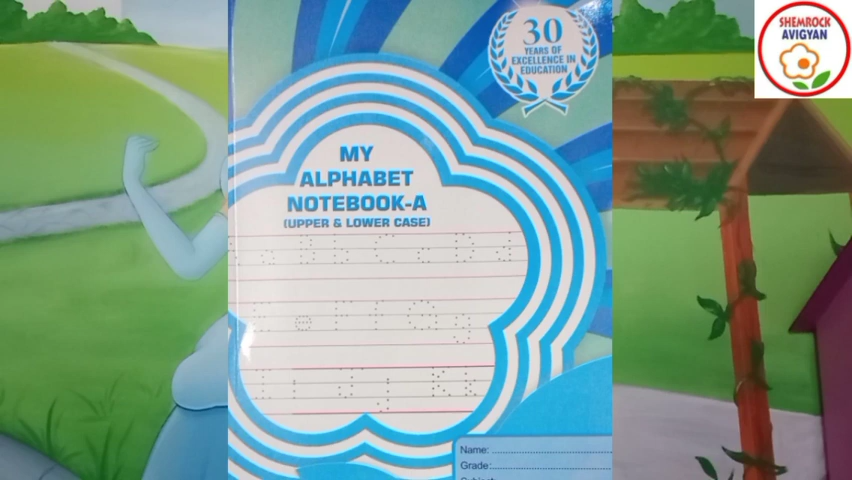 SHEMROCK
AVIGYAN
30
YEARS OF
EXCELLENCE IN
EDUCATION
MY
ALPHABET
NOTEBOOK-A
(UPPER & LOWER CASE)
a B b C c D d
E e F f G g
j K
Name:
Grade: